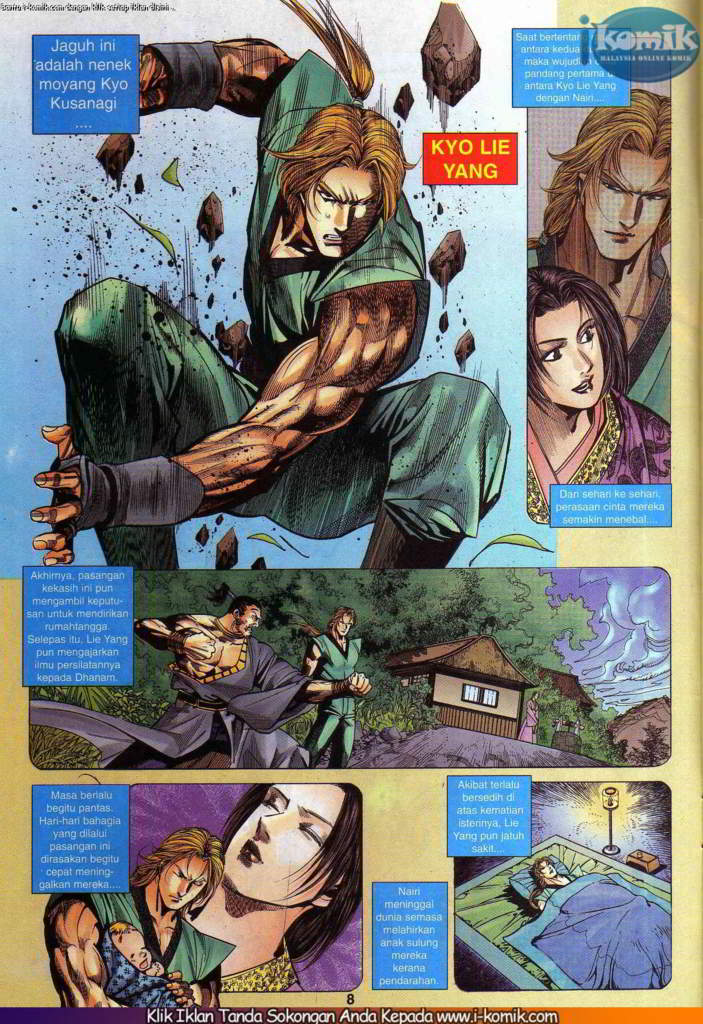 Jaguh ini
adalah nenek
moyang Kyo
Kusanagi
....
KYO LIE
YANG
Saat bertentan
antara kedua
maka wujudl
pandang pertama d
antara Kyo Lie Yang
dengan Nairi....
ikomik
MALAYSIA ONLINE KOMIK
Dari sehari ke sehari,
perasaan cinta mereka
semakin menebal....
Akhirnya, pasangan
kekasih ini pun
mengambil keputu-
san untuk mendirikan
rumahtangga.
Selepas itu, Lie Yang
pun mengajarkan
ilmu persilatannya
kepada Dhanam.
Masa berlalu
begitu pantas.
Hari-hari bahagia
yang dilalui
pasangan ini
dirasakan begitu
cepat mening-
galkan mereka....
Nairi
meninggal
dunia semasa
melahirkan
anak sulung
mereka
kerana
pendarahan.
Akibat terlalu
bersedih di
atas kematian
isterinya, Lie
Yang pun jatuh
sakit....
8
Klik Iklan Tanda Sokongan Anda Kepada www.i-komik.com